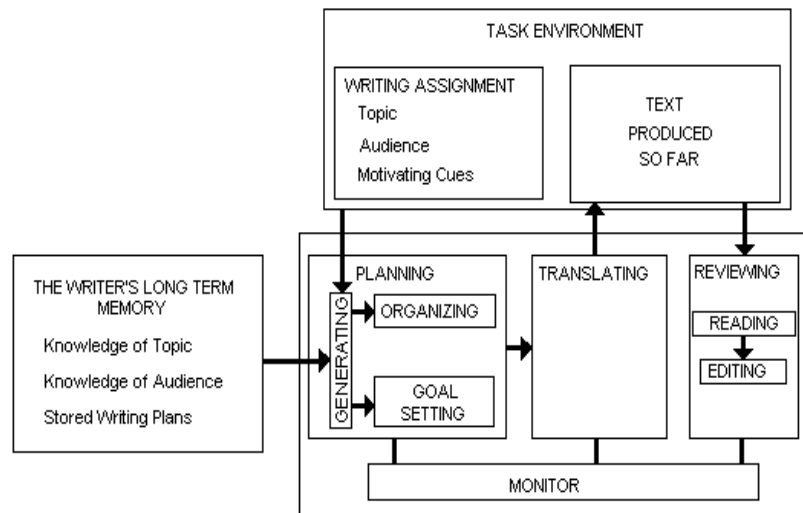 TASK ENVIRONMENT
WRITING ASSIGNMENT
Topic
Audience
Motivating Cues
TEXT
PRODUCED
SO FAR
THE WRITER'S LONG TERM
MEMORY
Knowledge of Topic
Knowledge of Audience
Stored Writing Plans
PLANNING
GENERATING
ORGANIZING
GOAL
SETTING
TRANSLATING
REVIEWING
READING
EDITING
MONITOR